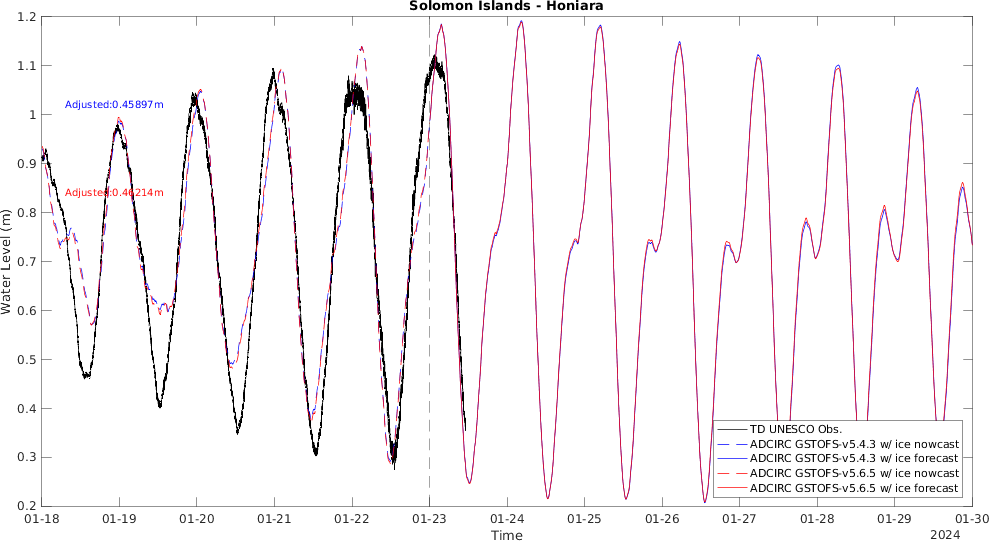 Solomon Islands - Honiara
1.2
1.1
1
0.9
0.8
0.7
0.6
0.5
0.4
0.3
0.2
Water Level (m)
Adjusted:0.45897m
Adjusted:0.46214m
TD UNESCO Obs.
ADCIRC GSTOFS-v5.4.3 w/ ice nowcast
ADCIRC GSTOFS-v5.4.3 w/ ice forecast
ADCIRC GSTOFS-v5.6.5 w/ ice nowcast
ADCIRC GSTOFS-v5.6.5 w/ ice forecast
01-18 01-19 01-20 01-21 01-22 01-23 01-24 01-25 01-26 01-27 01-28 01-29 01-30
Time
2024